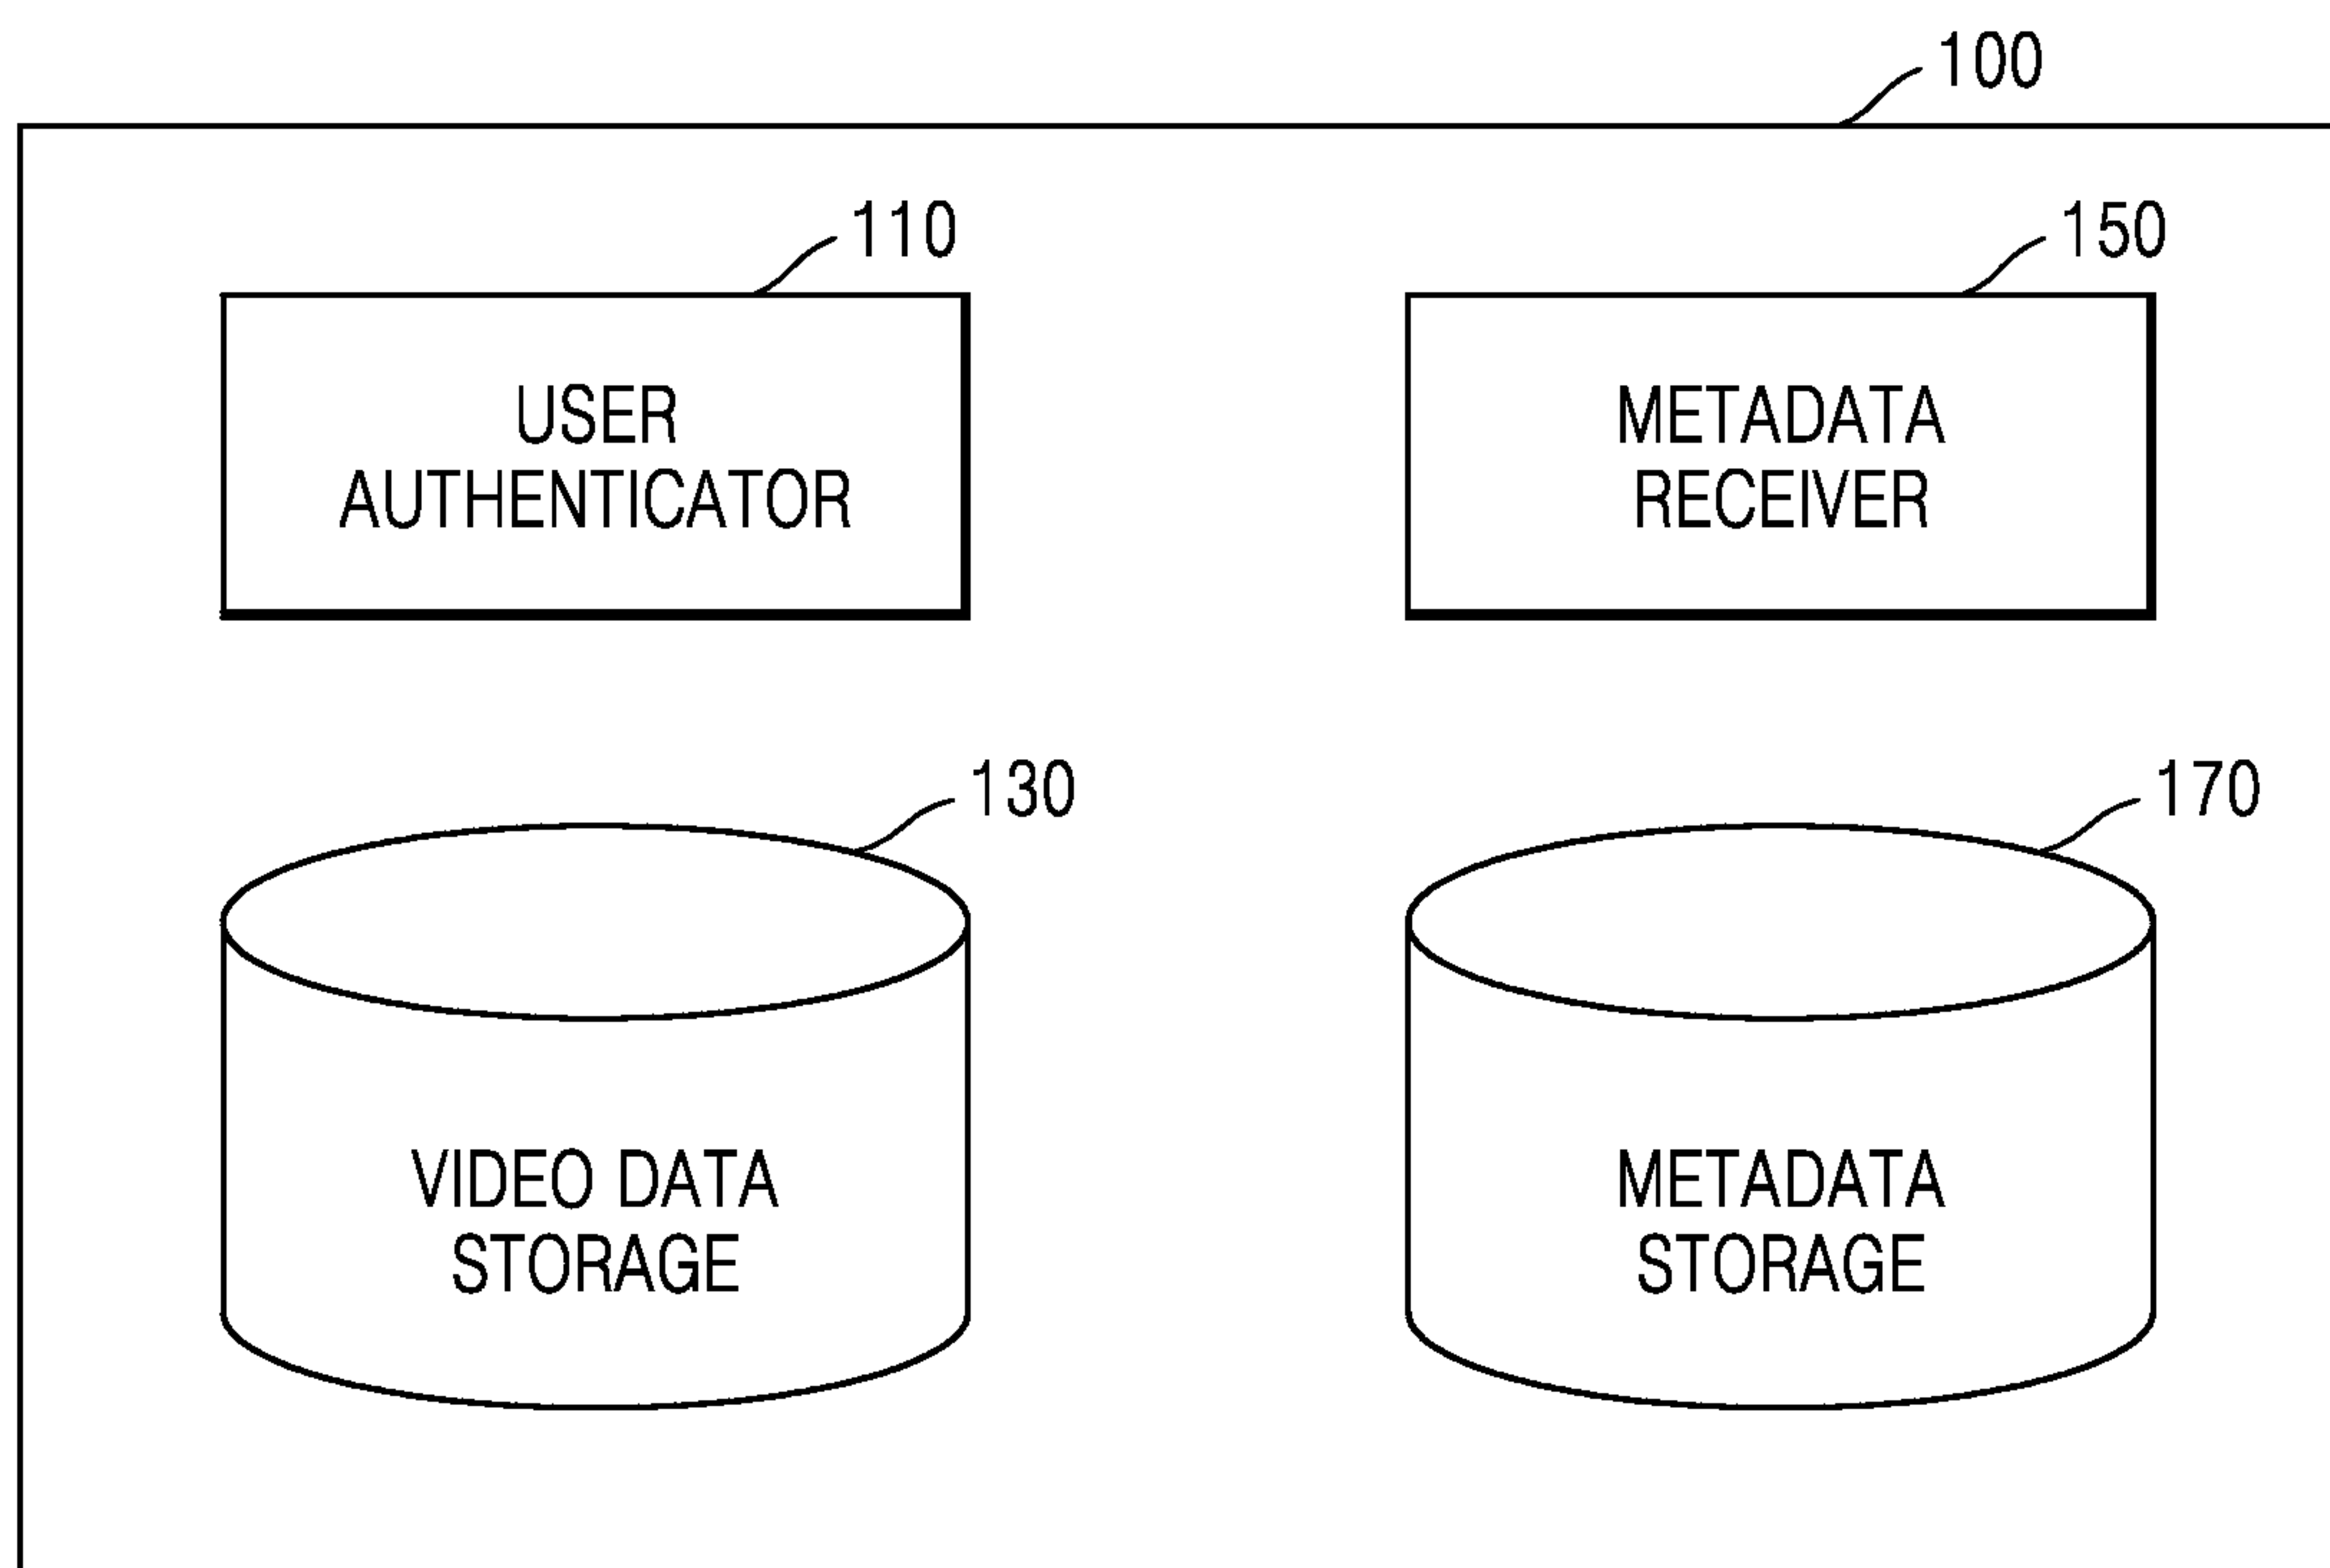 100
110
USER
AUTHENTICATOR
150
METADATA
RECEIVER
130
VIDEO DATA
STORAGE
170
METADATA
STORAGE